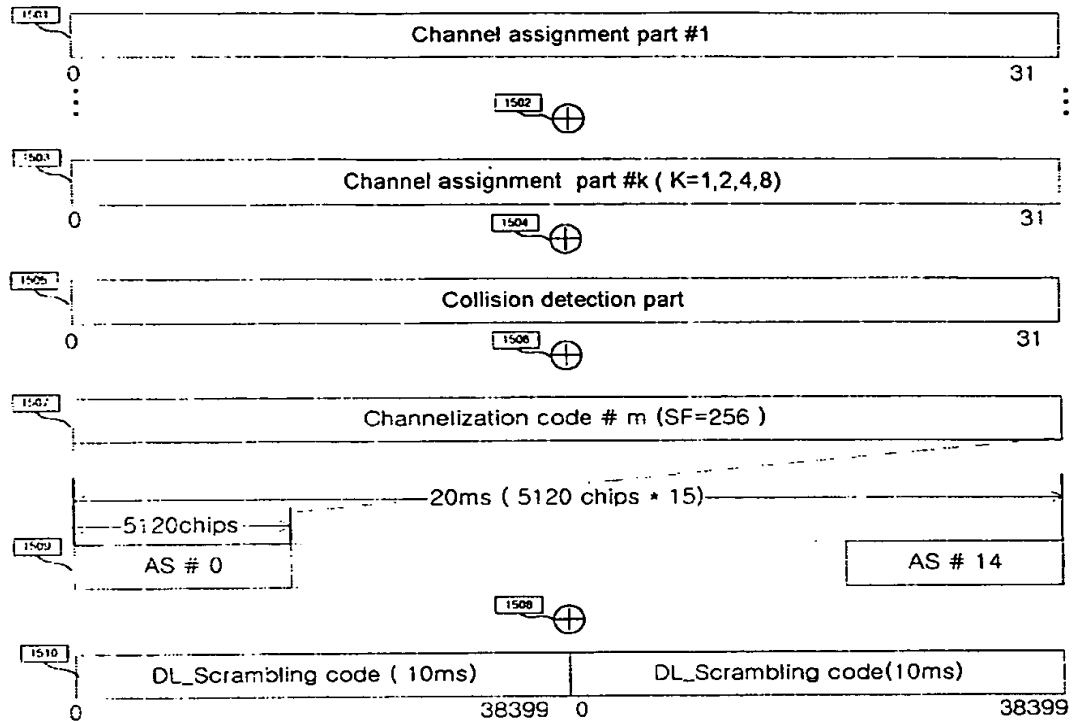 1501
Channel assignment part #1
0 31
1502
1503
Channel assignment part #k ( K=1,2,4,8)
0 31
1504
1505
Collision detection part
0 31
1506
1507
Channelization code # m (SF=256 )
20ms ( 5120 chips * 15)
5120chips
1509
AS # 0 AS # 14
1508
1510
DL_Scrambling code ( 10ms) DL_Scrambling code(10ms)
0 38399 0 38399